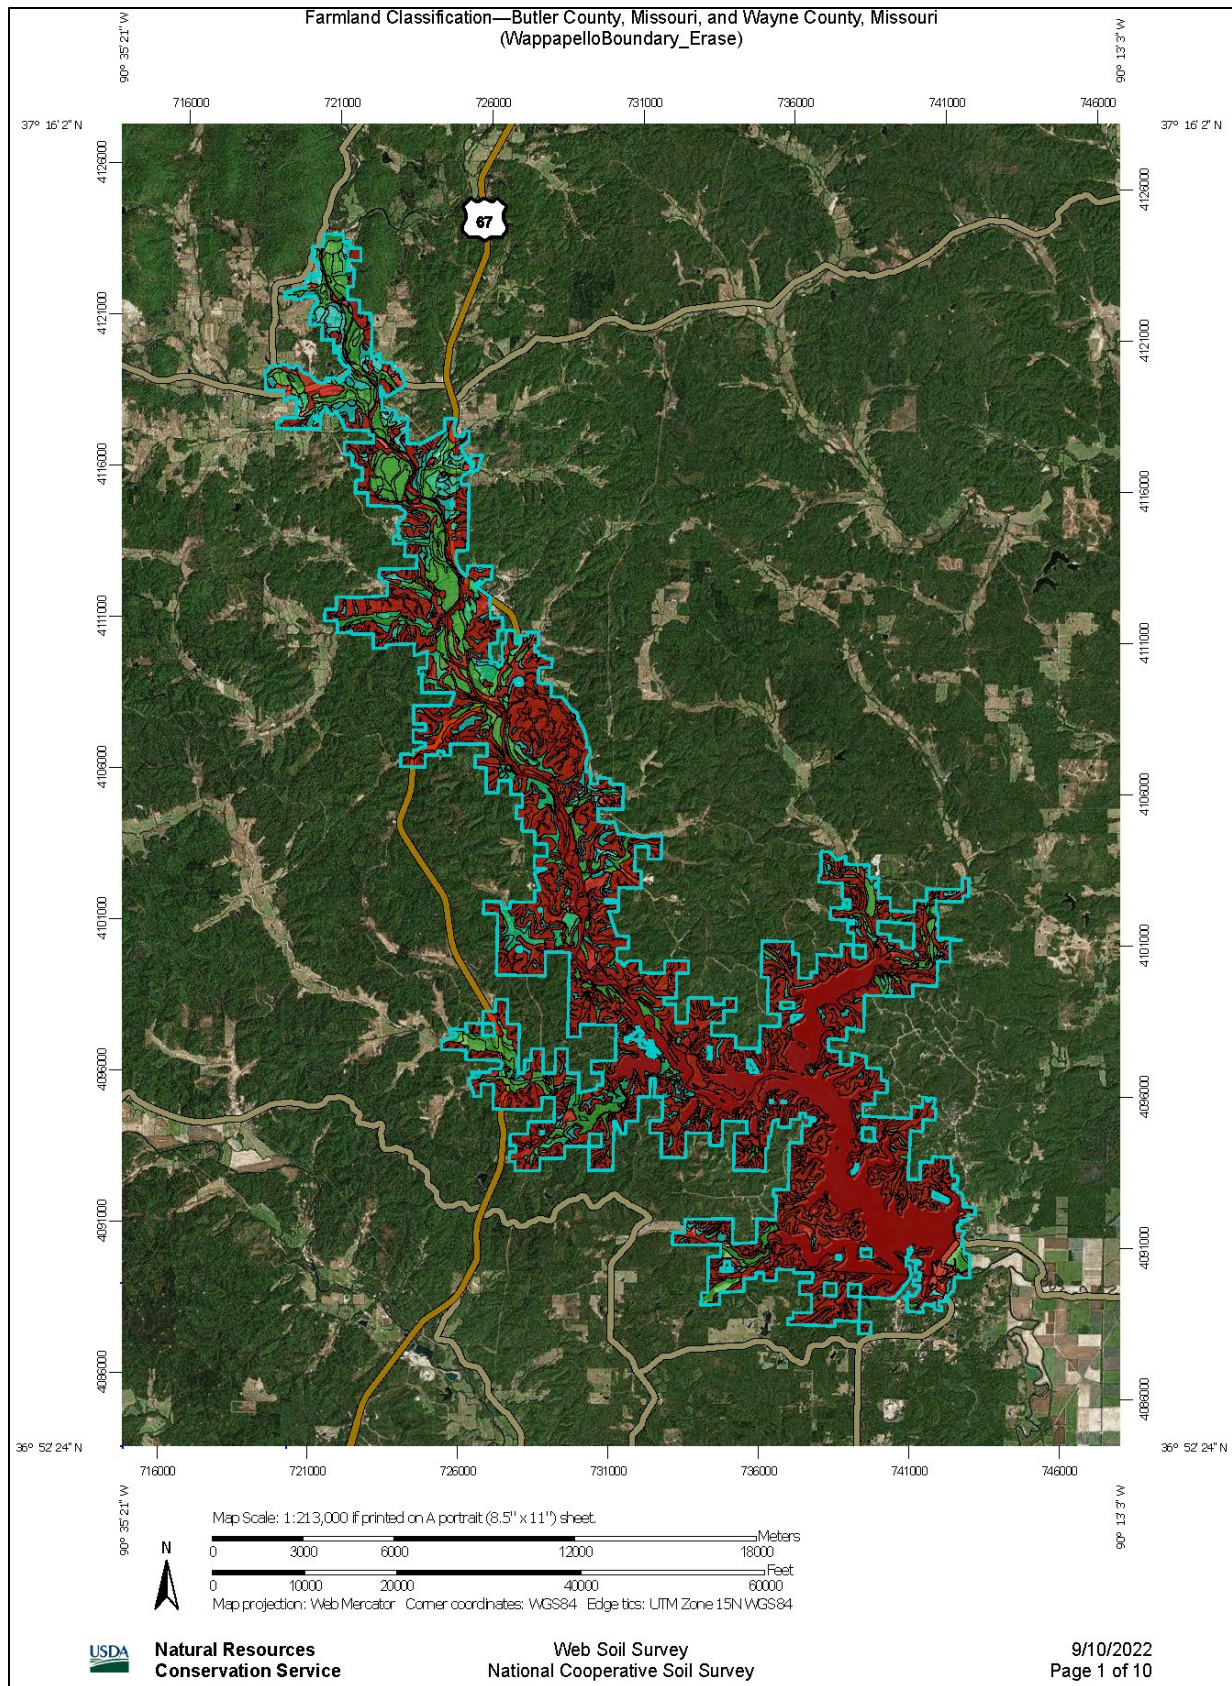 Farmland Classification—Butler County, Missouri, and Wayne County, Missouri
(WappapelloBoundary_Erase)
90° 35' 21" W
90° 13' 3" W
716000
721000
726000
731000
736000
741000
746000
37° 16' 2" N
37° 16' 2" N
4126000
4126000
67
4121000
4121000
4116000
4116000
4111000
4111000
4106000
4106000
4101000
4101000
4096000
4096000
4091000
4091000
4086000
4086000
36° 52' 24" N
36° 52' 24" N
716000
721000
726000
731000
736000
741000
746000
90° 35' 21" W
90° 13' 3" W
Map Scale: 1:213,000 if printed on A portrait (8.5" x 11") sheet.
Meters
0 3000 6000 12000 18000
Feet
0 10000 20000 40000 60000
N
Map projection: Web Mercator Corner coordinates: WGS84 Edge tics: UTM Zone 15N WGS84
USDA
Natural Resources
Conservation Service
Web Soil Survey
National Cooperative Soil Survey
9/10/2022
Page 1 of 10